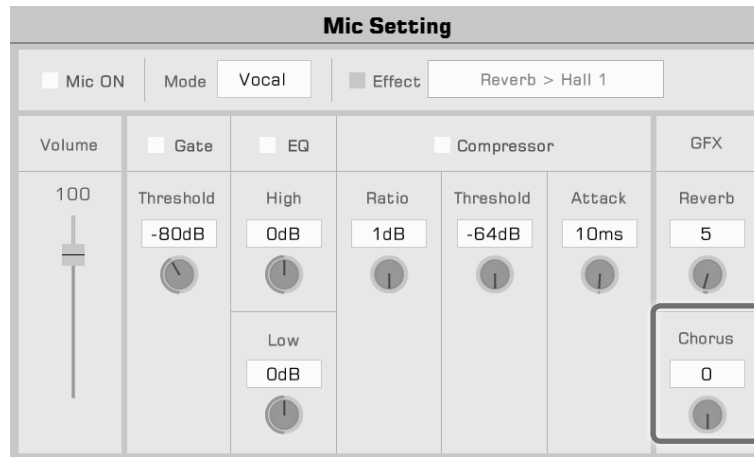 Mic Setting
Mic ON Mode Vocal Effect Reverb > Hall 1
Volume Gate EQ Compressor GFX
100 Threshold High Ratio Threshold Attack Reverb
-80dB 0dB 1dB -64dB 10ms 5
Low Chorus
0dB 0